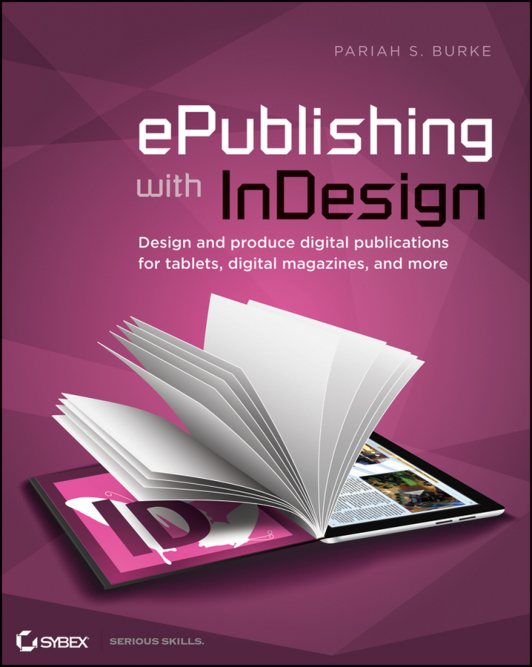 PARIAH S. BURKE
ePublishing
with InDesign
Design and produce digital publications
for tablets, digital magazines, and more
ID
SYBEX® SERIOUS SKILLS.